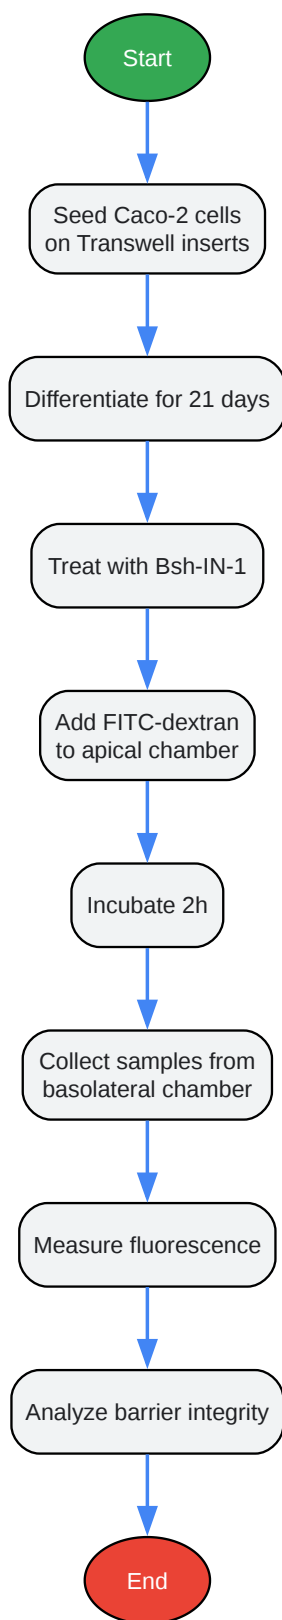 Start
Seed Caco-2 cells
on Transwell inserts
Differentiate for 21 days
Treat with Bsh-IN-1
Add FITC-dextran
to apical chamber
Incubate 2h
Collect samples from
basolateral chamber
Measure fluorescence
Analyze barrier integrity
End